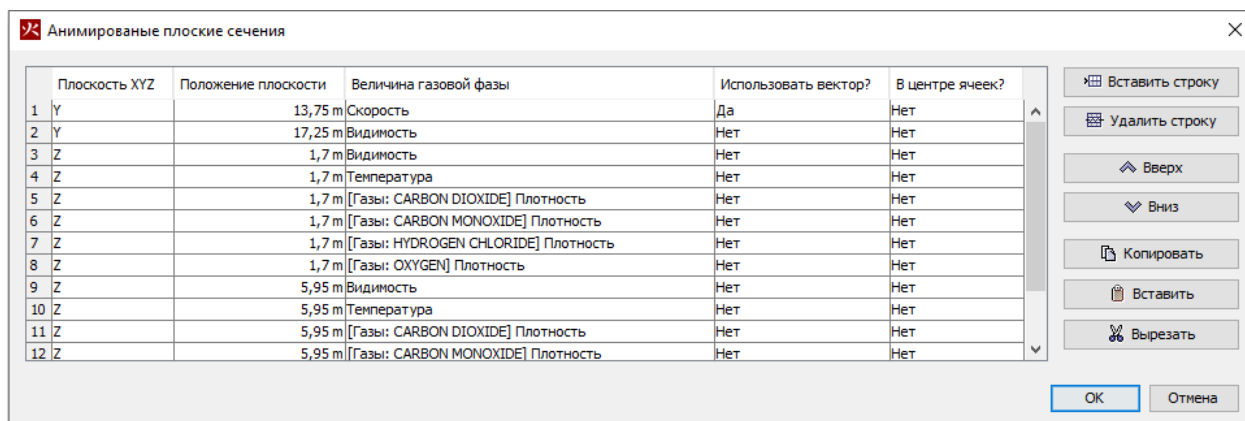 火 Анимированые плоские сечения
Плоскость XYZ Положение плоскости Величина газовой фазы Использовать вектор? В центре ячеек?
1 Y 13,75 m Скорость Да Нет
2 Y 17,25 m Видимость Нет Нет
3 Z 1,7 m Видимость Нет Нет
4 Z 1,7 m Температура Нет Нет
5 Z 1,7 m [Газы: CARBON DIOXIDE] Плотность Нет Нет
6 Z 1,7 m [Газы: CARBON MONOXIDE] Плотность Нет Нет
7 Z 1,7 m [Газы: HYDROGEN CHLORIDE] Плотность Нет Нет
8 Z 1,7 m [Газы: OXYGEN] Плотность Нет Нет
9 Z 5,95 m Видимость Нет Нет
10 Z 5,95 m Температура Нет Нет
11 Z 5,95 m [Газы: CARBON DIOXIDE] Плотность Нет Нет
12 Z 5,95 m [Газы: CARBON MONOXIDE] Плотность Нет Нет
Вставить строку
Удалить строку
Вверх
Вниз
Копировать
Вставить
Вырезать
OK Отмена